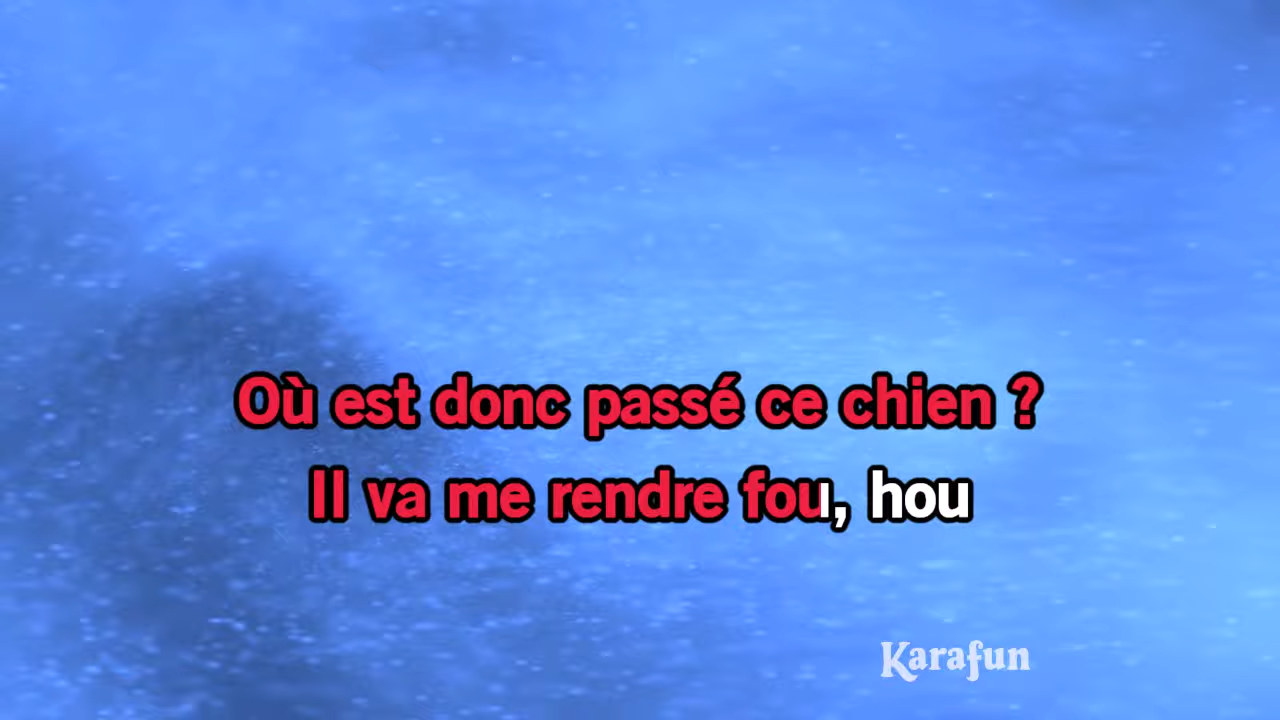 Où est donc passé ce chien ?
Il va me rendre fou, hou
Karafun